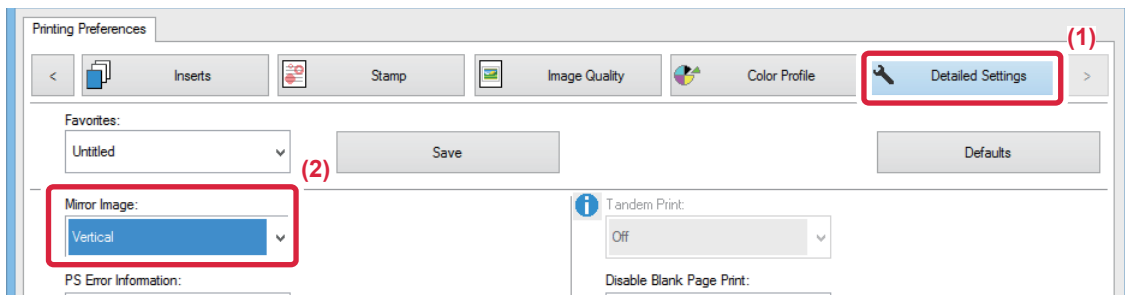 Printing Preferences
(1)
<
Inserts
Stamp
Image Quality
Color Profile
Detailed Settings
>
Favorites:
Untitled
Save
Defaults
(2)
Mirror Image:
Vertical
i
Tandem Print:
Off
PS Error Information:
Disable Blank Page Print: